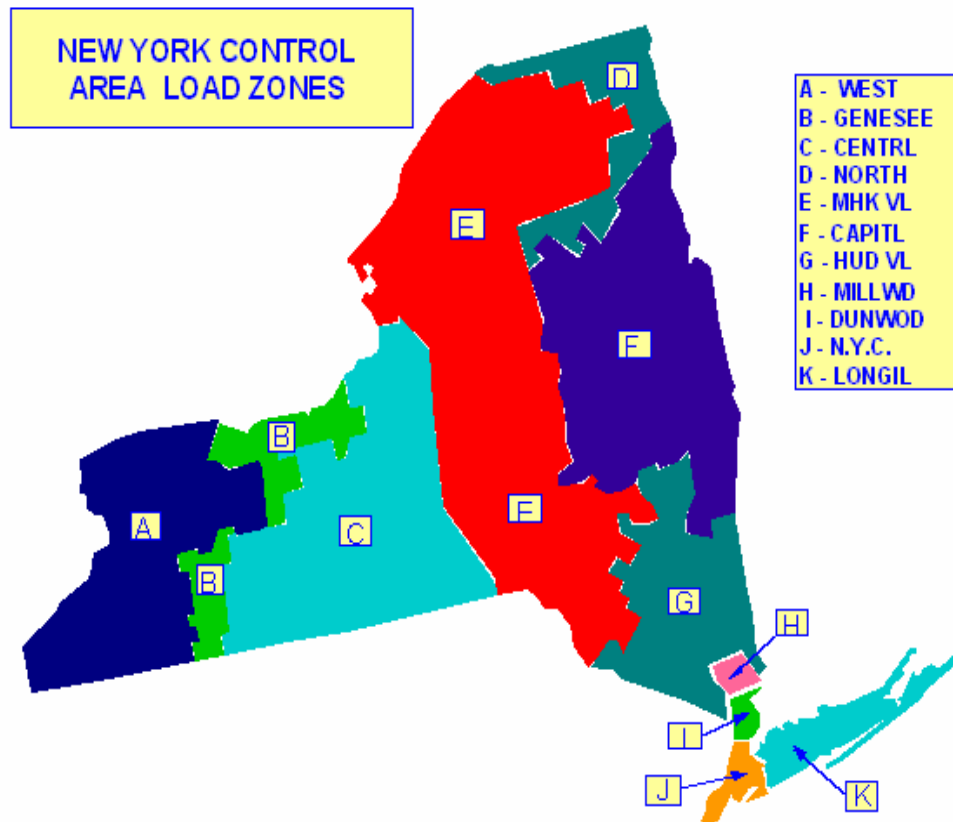 NEW YORK CONTROL
AREA LOAD ZONES
A - WEST
B - GENESEE
C - CENTRL
D - NORTH
E - MHK VL
F - CAPITL
G - HUD VL
H - MILLWD
I - DUNWOD
J - N.Y.C.
K - LONGIL
D
E
F
B
A
C
E
B
G
H
I
J
K